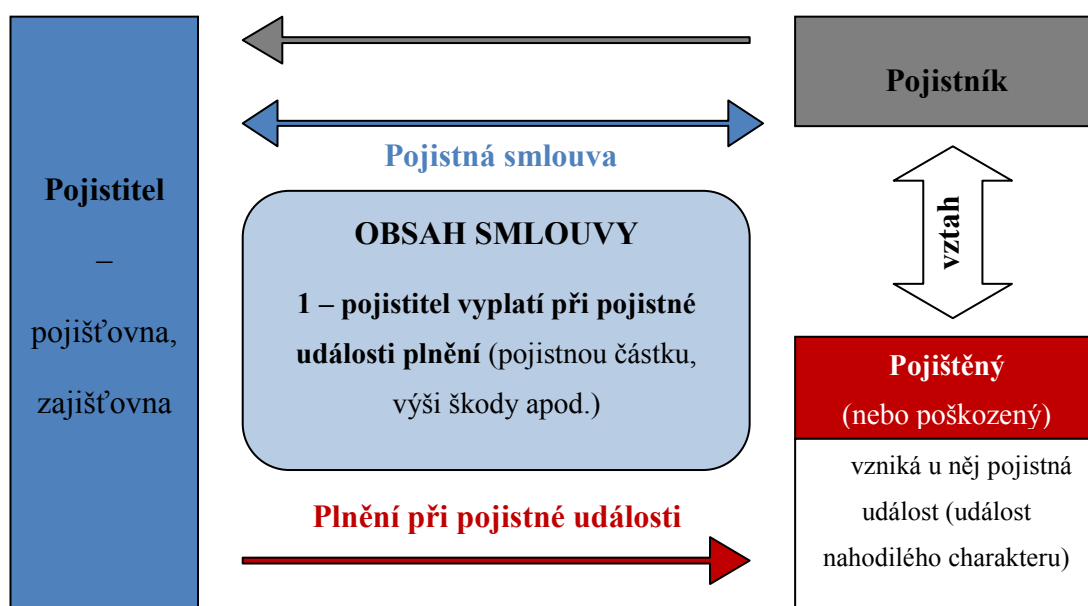 Pojistitel
–
pojišťovna,
zajišťovna
Pojistná smlouva
OBSAH SMLOUVY
1 – pojistitel vyplatí při pojistné
události plnění (pojistnou částku,
výši škody apod.)
Plnění při pojistné události
Pojistník
vztah
Pojištěný
(nebo poškozený)
vzniká u něj pojistná
událost (událost
nahodilého charakteru)